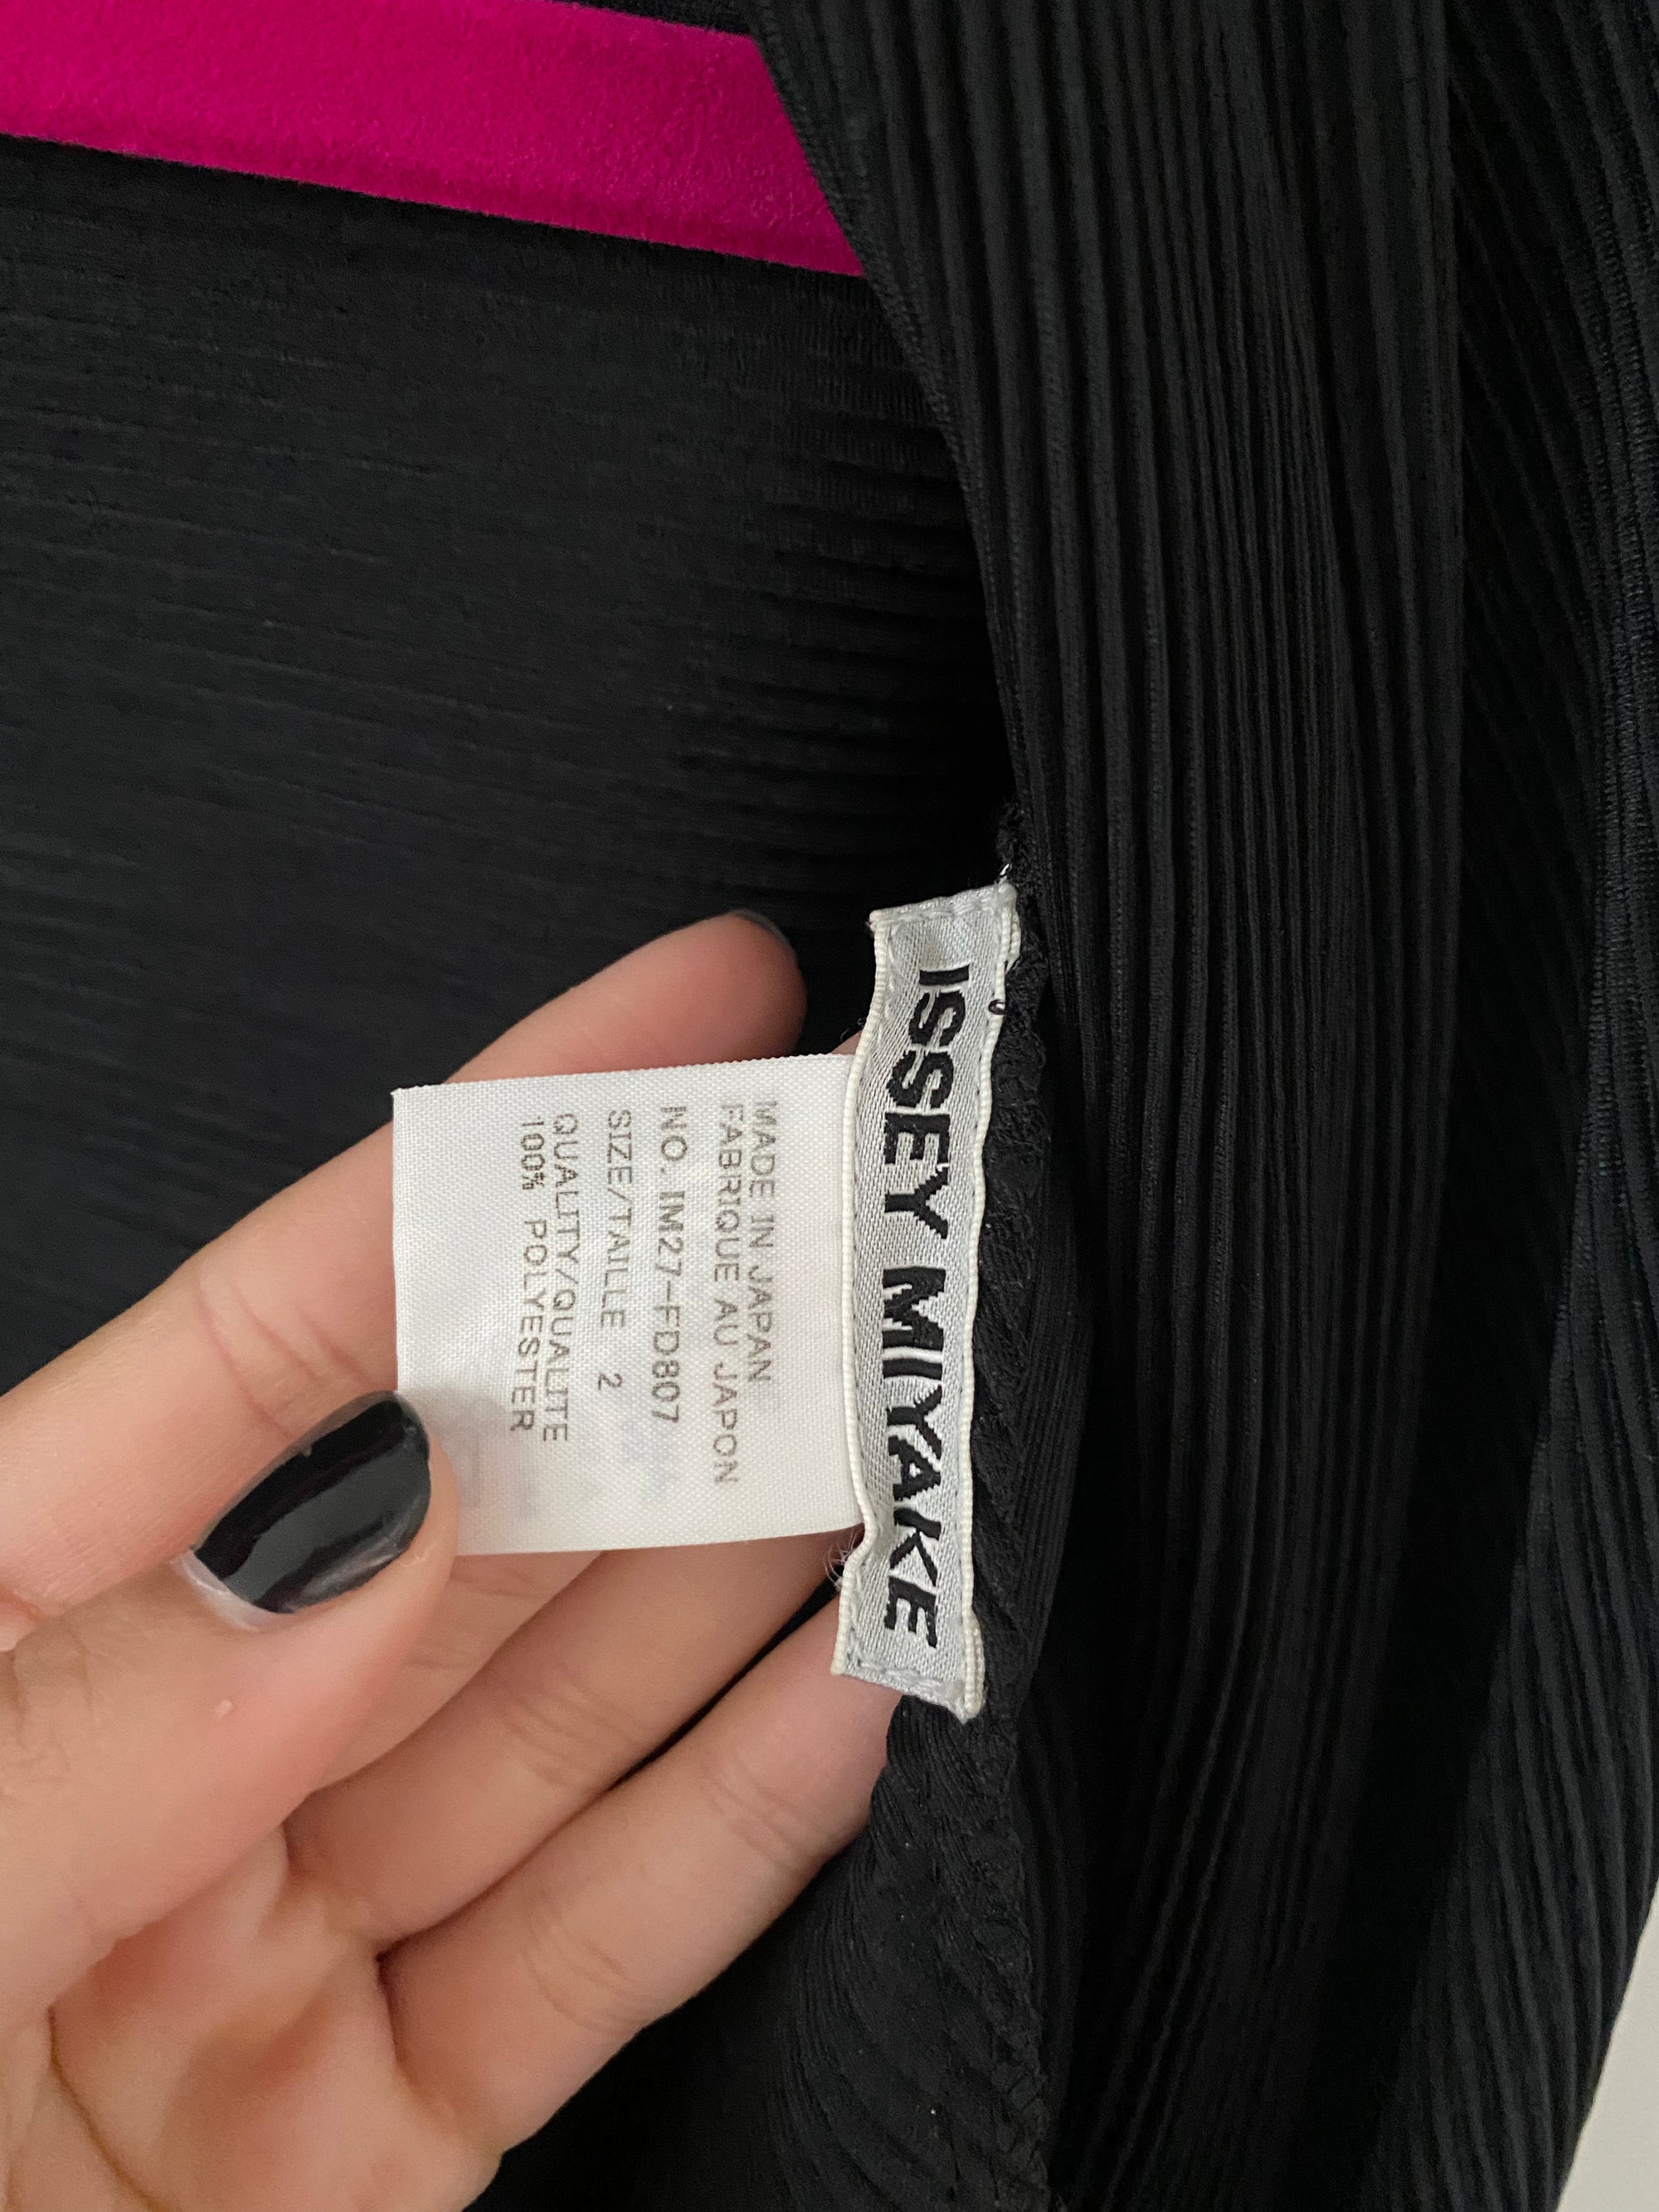 ISSEY MIYAKE
MADE IN JAPAN
FABRIQUE AU JAPON
NO. IM27-FD807
SIZE/TAILLE 2
QUALITY/QUALITE
100% POLYESTER